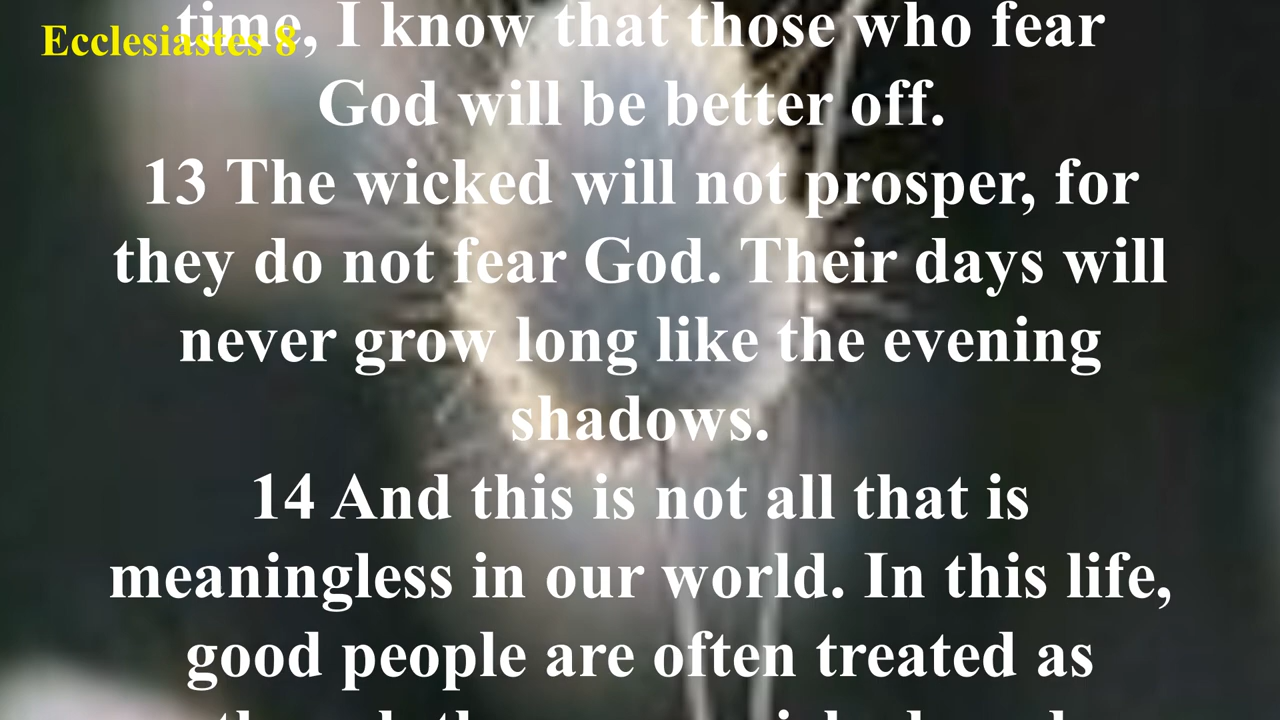 Ecclesiastes 8
time, I know that those who fear
God will be better off.
13 The wicked will not prosper, for
they do not fear God. Their days will
never grow long like the evening
shadows.
14 And this is not all that is
meaningless in our world. In this life,
good people are often treated as